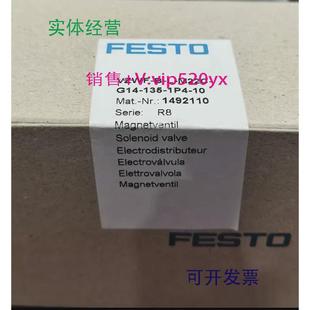 实体经营
FESTO
销售+V:vip520yx
G14-135-1P4-10
Mat.-Nr.: 1492110
Serie: R8
Magnetventil
Solenoid valve
Electrodistributeur
Electroválvula
Elettrovalvola
Magnetventil
FESTO
可开发票